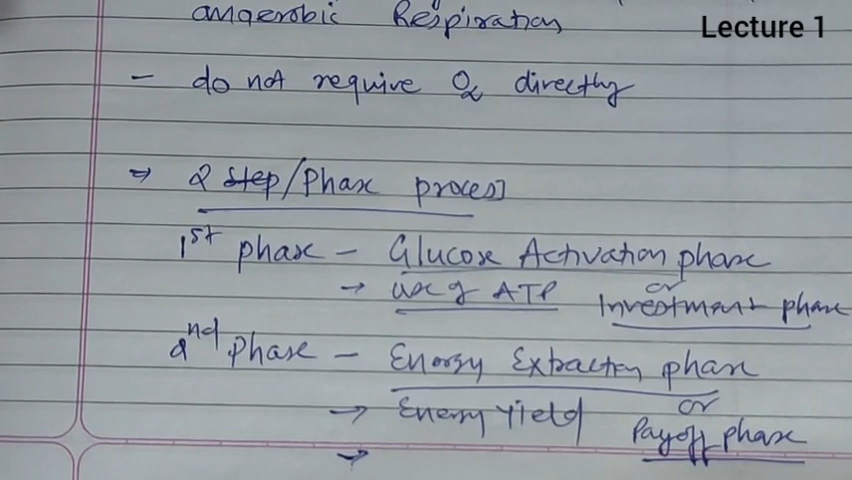 anaerobic Respiration
Lecture 1
- do not require O2 directly
⇒ 2 Step/Phase process
1st phase - Glucose Activation phase
→ use of ATP or Investment phase
2nd Phase - Energy Extraction phase
→ Energy Yield or Payoff phase
→